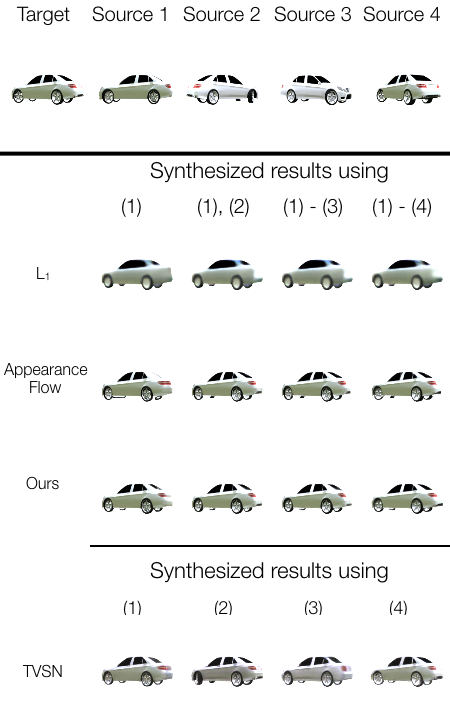 Target Source 1 Source 2 Source 3 Source 4
Synthesized results using
(1) (1), (2) (1) - (3) (1) - (4)
L₁
Appearance
Flow
Ours
Synthesized results using
(1) (2) (3) (4)
TVSN